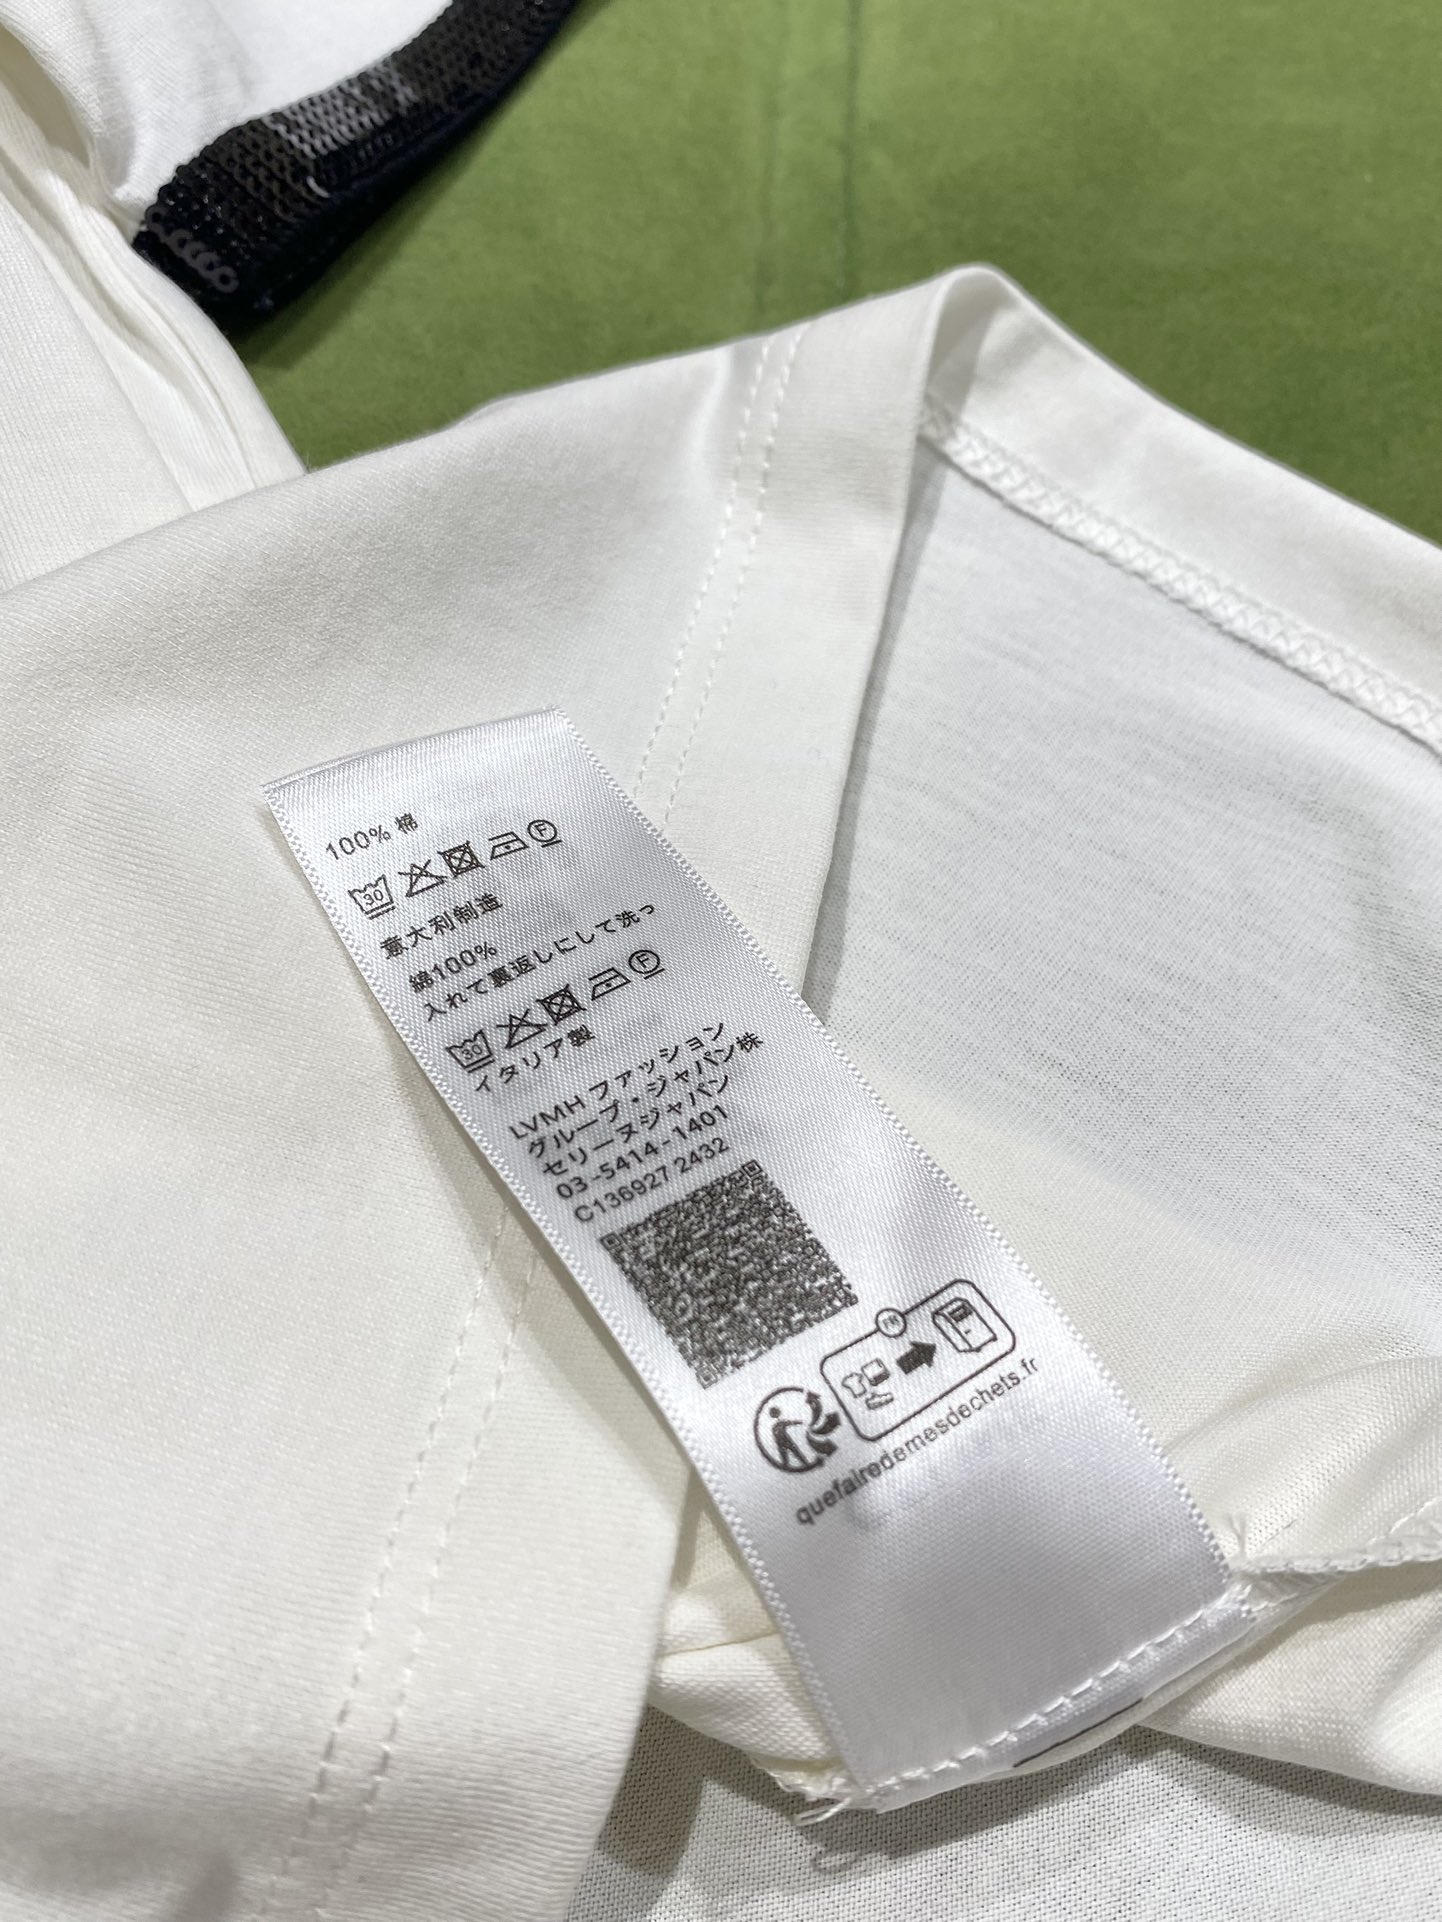 100% 棉
30 F
意大利制造
綿100%
入れて裏返しにして洗っ
30 F
イタリア製
LVMH ファッション
グループ・ジャパン株
セリーヌジャパン
03-5414-1401
C136927 2432
FR
quefairedemesdechets.fr